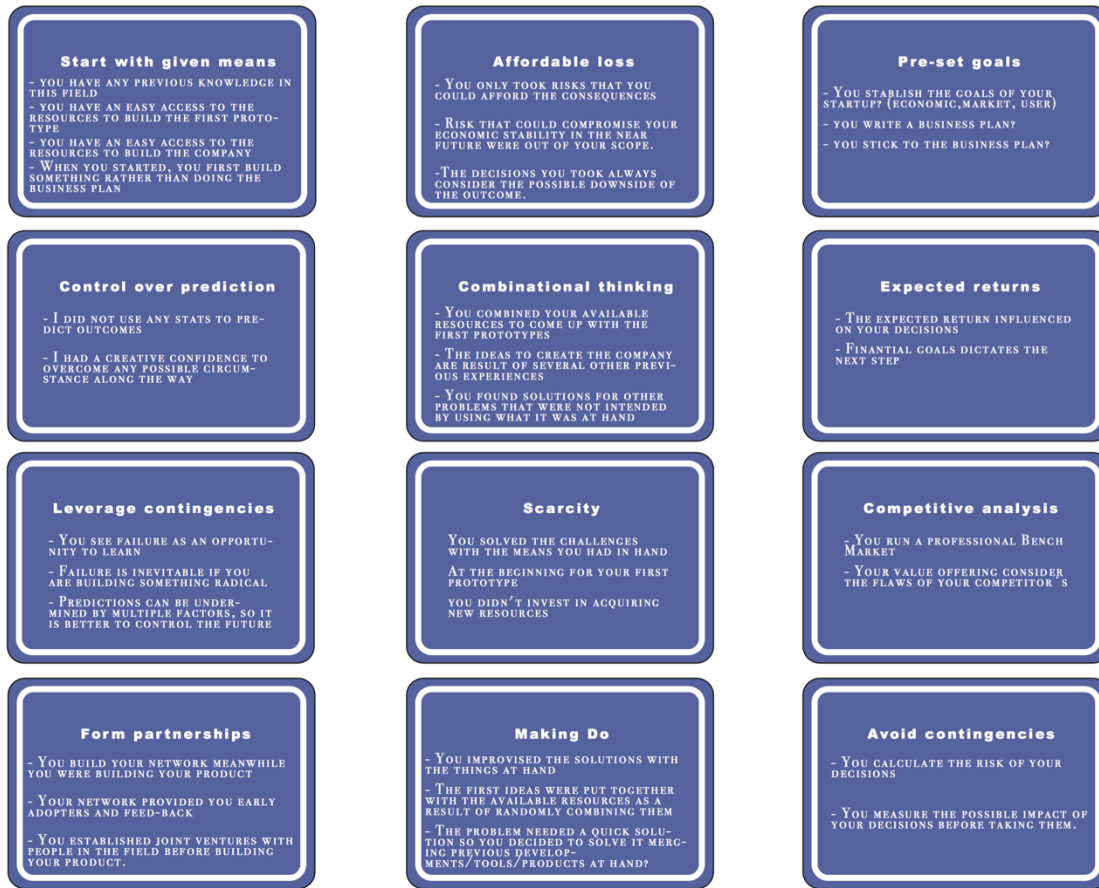 Start with given means
- you have any previous knowledge in
this field
- you have an easy access to the
resources to build the first proto-
type
- you have an easy access to the
resources to build the company
- When you started, you first build
something rather than doing the
business plan
Affordable loss
- You only took risks that you
could afford the consequences
- Risk that could compromise your
economic stability in the near
future were out of your scope.
-The decisions you took always
consider the possible downside of
the outcome.
Pre-set goals
- You stablish the goals of your
startup? (economic,market, user)
- you write a business plan?
- you stick to the business plan?
Control over prediction
- I did not use any stats to pre-
dict outcomes
- I had a creative confidence to
overcome any possible circum-
stance along the way
Combinational thinking
- You combined your available
resources to come up with the
first prototypes
- The ideas to create the company
are result of several other previ-
ous experiences
- You found solutions for other
problems that were not intended
by using what it was at hand
Expected returns
- The expected return influenced
on your decisions
- Financial goals dictates the
next step
Leverage contingencies
- You see failure as an opportu-
nity to learn
- Failure is inevitable if you
are building something radical
- Predictions can be under-
mined by multiple factors, so it
is better to control the future
Scarcity
You solved the challenges
with the means you had in hand
At the beginning for your first
prototype
you didn't invest in acquiring
new resources
Competitive analysis
- You run a professional Bench
Market
- Your value offering consider
the flaws of your competitor´s
Form partnerships
- You build your network meanwhile
you were building your product
- Your network provided you early
adopters and feed-back
- You established joint ventures with
people in the field before building
your product.
Making Do
- You improvised the solutions with
the things at hand
- The first ideas were put together
with the available resources as a
result of randomly combining them
- The problem needed a quick solu-
tion so you decided to solve it merg-
ing previous develop-
ments/tools/products at hand?
Avoid contingencies
- You calculate the risk of your
decisions
- You measure the possible impact of
your decisions before taking them.